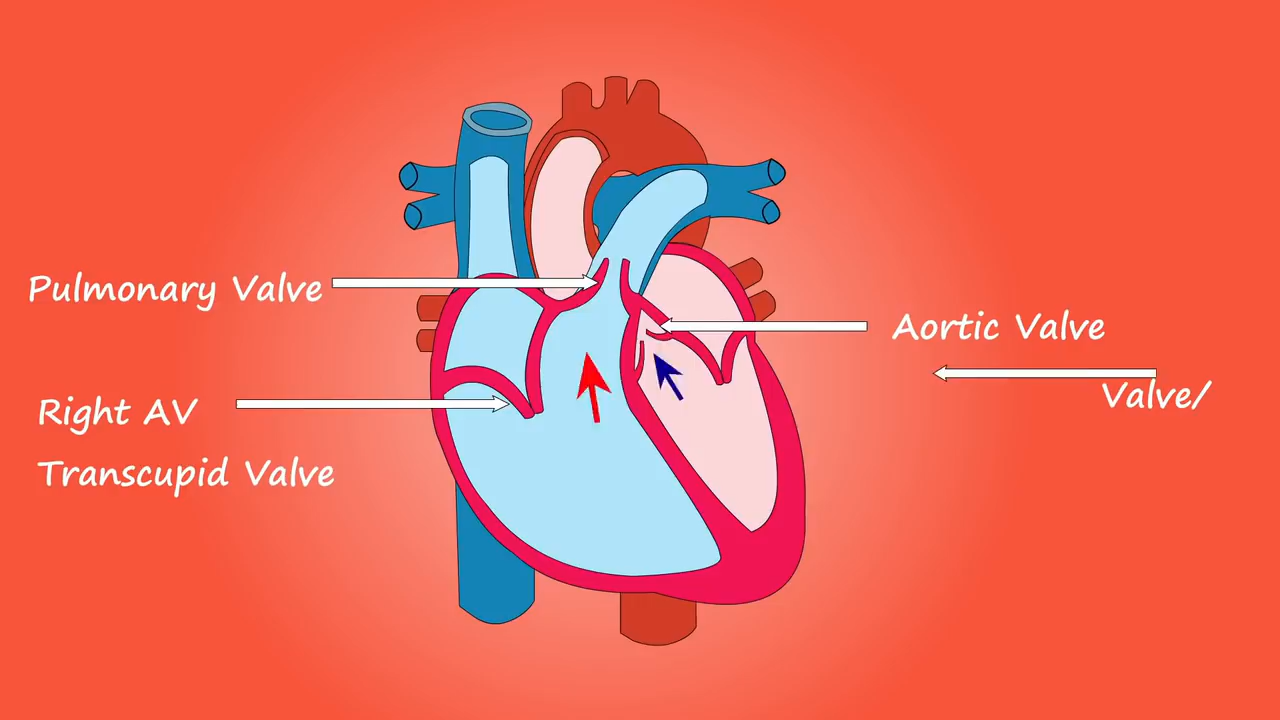 Pulmonary Valve
Aortic Valve
Valve/
Right AV
Transcupid Valve